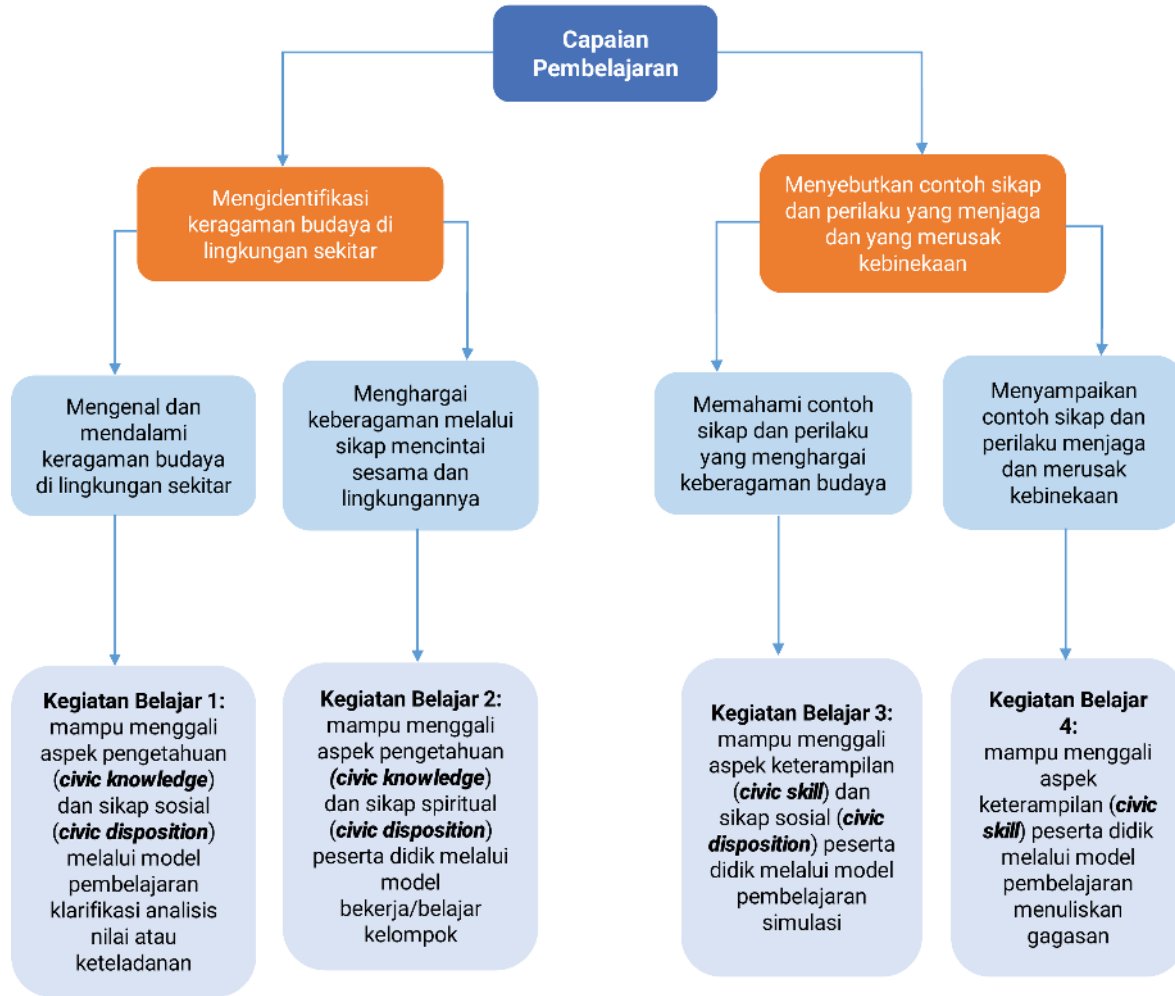 Capaian
Pembelajaran
Mengidentifikasi
keragaman budaya di
lingkungan sekitar
Menyebutkan contoh sikap
dan perilaku yang menjaga
dan yang merusak
kebinekaan
Mengenal dan
mendalami
keragaman budaya
di lingkungan sekitar
Menghargai
keberagaman melalui
sikap mencintai
sesama dan
lingkungannya
Memahami contoh
sikap dan perilaku
yang menghargai
keberagaman budaya
Menyampaikan
contoh sikap dan
perilaku menjaga
dan merusak
kebinekaan
Kegiatan Belajar 1:
mampu menggali
aspek pengetahuan
(civic knowledge)
dan sikap sosial
(civic disposition)
melalui model
pembelajaran
klarifikasi analisis
nilai atau
keteladanan
Kegiatan Belajar 2:
mampu menggali
aspek pengetahuan
(civic knowledge)
dan sikap spiritual
(civic disposition)
peserta didik melalui
model
bekerja/belajar
kelompok
Kegiatan Belajar 3:
mampu menggali
aspek keterampilan
(civic skill) dan
sikap sosial (civic
disposition) peserta
didik melalui model
pembelajaran
simulasi
Kegiatan Belajar
4:
mampu menggali
aspek
keterampilan (civic
skill) peserta didik
melalui model
pembelajaran
menuliskan
gagasan